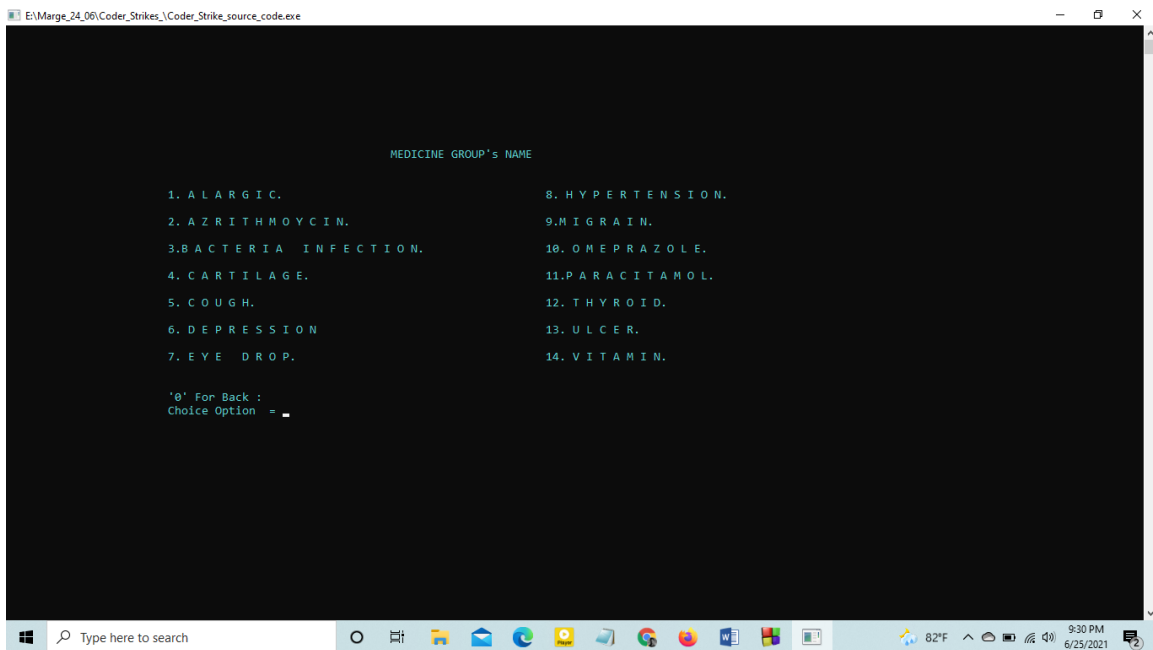 E:\Marge_24_06\Coder_Strikes_\Coder_Strike_source_code.exe
MEDICINE GROUP's NAME
1. A L A R G I C.
8. H Y P E R T E N S I O N.
2. A Z R I T H M O Y C I N.
9.M I G R A I N.
3.B A C T E R I A   I N F E C T I O N.
10. O M E P R A Z O L E.
4. C A R T I L A G E.
11.P A R A C I T A M O L.
5. C O U G H.
12. T H Y R O I D.
6. D E P R E S S I O N
13. U L C E R.
7. E Y E   D R O P.
14. V I T A M I N.
'0' For Back :
Choice Option  =
Type here to search
82°F
9:30 PM
6/25/2021
2